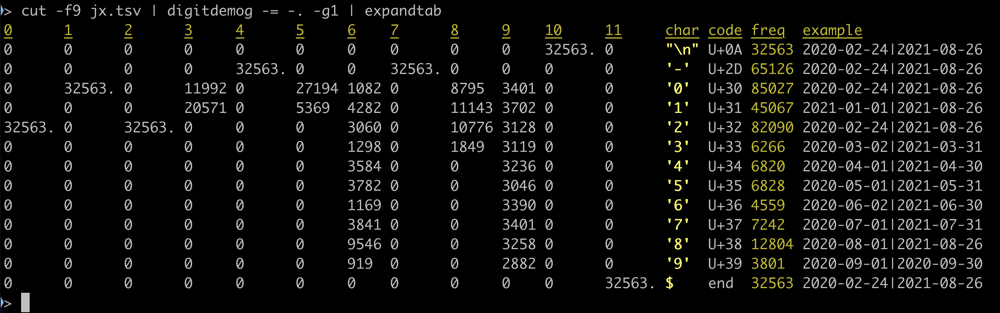 > cut -f9 jx.tsv | digitdemog -= -. -g1 | expandtab
0 1 2 3 4 5 6 7 8 9 10 11 char code freq example
0 0 0 0 0 0 0 0 0 0 32563. 0 "\n" U+0A 32563 2020-02-24|2021-08-26
0 0 0 0 32563. 0 0 32563. 0 0 0 0 '-' U+2D 65126 2020-02-24|2021-08-26
0 32563. 0 11992 0 27194 1082 0 8795 3401 0 0 '0' U+30 85027 2020-02-24|2021-08-26
0 0 0 20571 0 5369 4282 0 11143 3702 0 0 '1' U+31 45067 2021-01-01|2021-08-26
32563. 0 32563. 0 0 0 3060 0 10776 3128 0 0 '2' U+32 82090 2020-02-24|2021-08-26
0 0 0 0 0 0 1298 0 1849 3119 0 0 '3' U+33 6266 2020-03-02|2021-03-31
0 0 0 0 0 0 3584 0 0 3236 0 0 '4' U+34 6820 2020-04-01|2021-04-30
0 0 0 0 0 0 3782 0 0 3046 0 0 '5' U+35 6828 2020-05-01|2021-05-31
0 0 0 0 0 0 1169 0 0 3390 0 0 '6' U+36 4559 2020-06-02|2021-06-30
0 0 0 0 0 0 3841 0 0 3401 0 0 '7' U+37 7242 2020-07-01|2021-07-31
0 0 0 0 0 0 9546 0 0 3258 0 0 '8' U+38 12804 2020-08-01|2021-08-26
0 0 0 0 0 0 919 0 0 2882 0 0 '9' U+39 3801 2020-09-01|2020-09-30
0 0 0 0 0 0 0 0 0 0 0 32563. $ end 32563 2020-02-24|2021-08-26
>